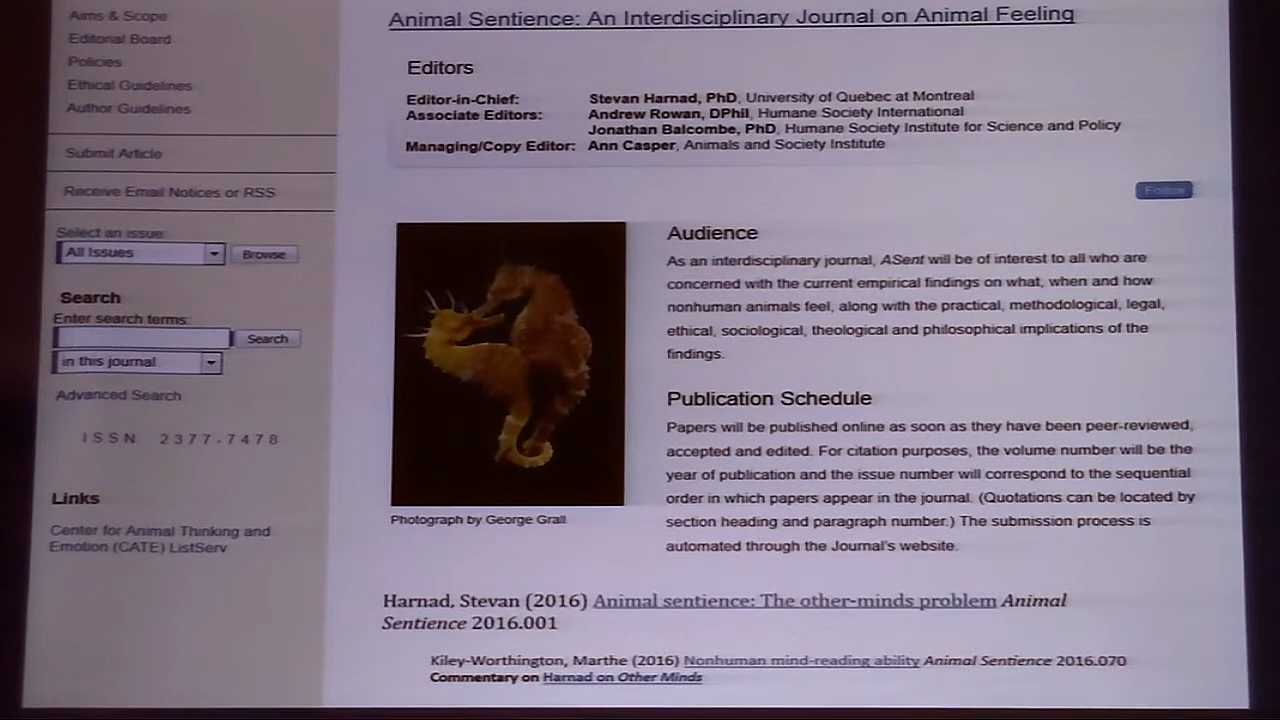 Aims & Scope
Editorial Board
Policies
Ethical Guidelines
Author Guidelines
Submit Article
Receive Email Notices or RSS
Select an issue:
All Issues
Browse
Search
Enter search terms:
Search
in this journal
Advanced Search
ISSN 2377-7478
Links
Center for Animal Thinking and
Emotion (CATE) ListServ
Animal Sentience: An Interdisciplinary Journal on Animal Feeling
Editors
Editor-in-Chief: Stevan Harnad, PhD, University of Quebec at Montreal
Associate Editors: Andrew Rowan, DPhil, Humane Society International
Jonathan Balcombe, PhD, Humane Society Institute for Science and Policy
Managing/Copy Editor: Ann Casper, Animals and Society Institute
Follow
Photograph by George Grall
Audience
As an interdisciplinary journal, ASent will be of interest to all who are
concerned with the current empirical findings on what, when and how
nonhuman animals feel, along with the practical, methodological, legal,
ethical, sociological, theological and philosophical implications of the
findings.
Publication Schedule
Papers will be published online as soon as they have been peer-reviewed,
accepted and edited. For citation purposes, the volume number will be the
year of publication and the issue number will correspond to the sequential
order in which papers appear in the journal. (Quotations can be located by
section heading and paragraph number.) The submission process is
automated through the Journal's website.
Harnad, Stevan (2016) Animal sentience: The other-minds problem Animal
Sentience 2016.001
Kiley-Worthington, Marthe (2016) Nonhuman mind-reading ability Animal Sentience 2016.070
Commentary on Harnad on Other Minds